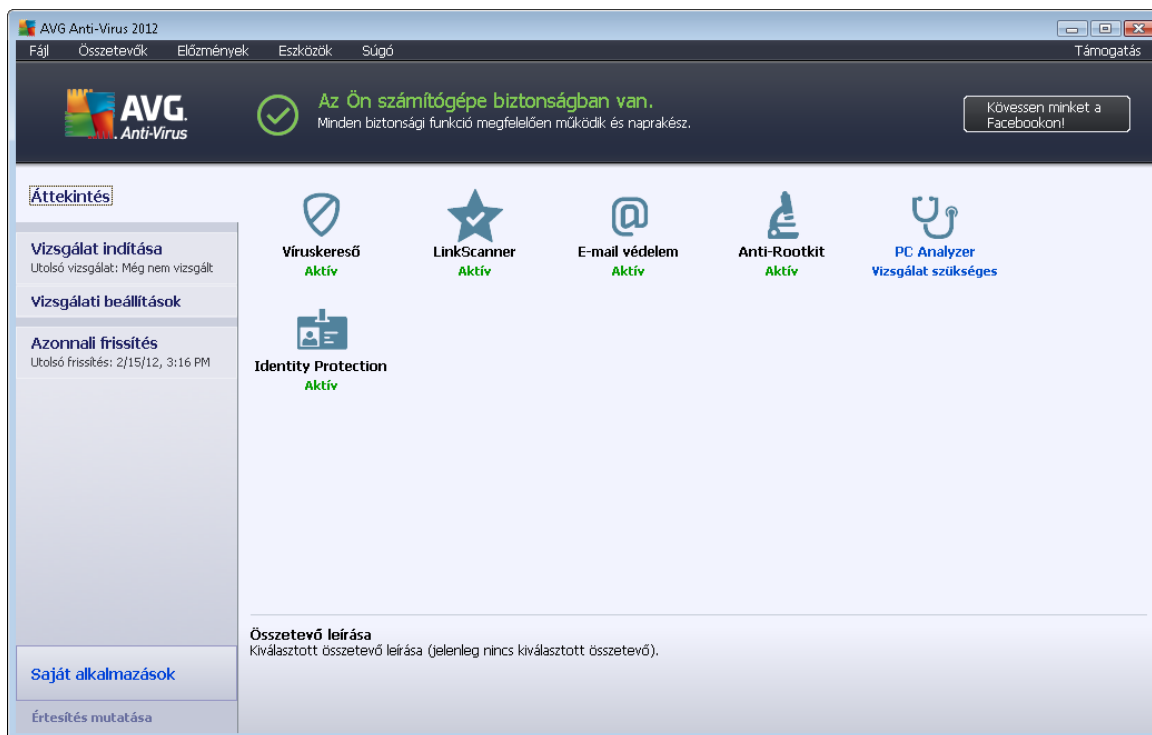 AVG Anti-Virus 2012
Fájl Összetevők Előzmények Eszközök Súgó Támogatás
AVG.
Anti-Virus
Az Ön számítógépe biztonságban van.
Minden biztonsági funkció megfelelően működik és naprakész.
Kövessen minket a
Facebookon!
Áttekintés
Vizsgálat indítása
Utolsó vizsgálat: Még nem vizsgált
Vizsgálati beállítások
Azonnali frissítés
Utolsó frissítés: 2/15/12, 3:16 PM
Víruskereső
Aktív
LinkScanner
Aktív
E-mail védelem
Aktív
Anti-Rootkit
Aktív
PC Analyzer
Vizsgálat szükséges
Identity Protection
Aktív
Összetevő leírása
Kiválasztott összetevő leírása (jelenleg nincs kiválasztott összetevő).
Saját alkalmazások
Értesítés mutatása